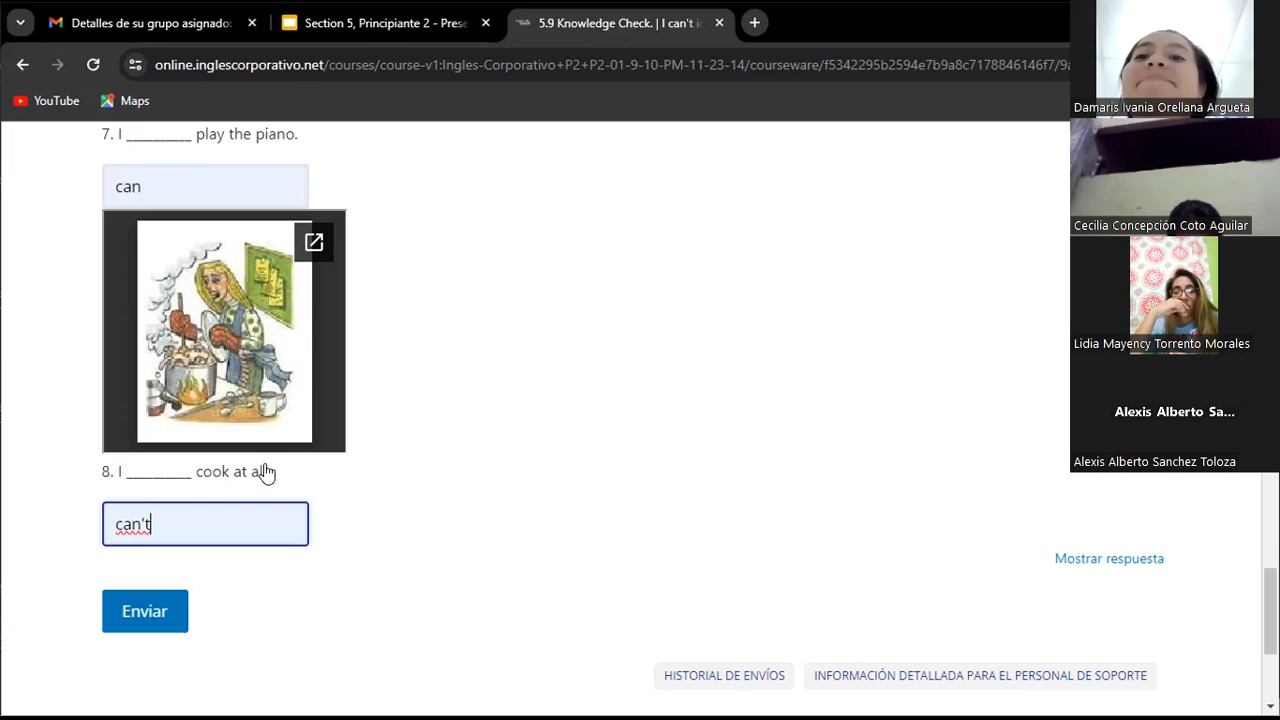 Detalles de su grupo asignado:
Section 5, Principiante 2 - Prese
5.9 Knowledge Check. | I can't i
online.inglescorporativo.net/courses/course-v1:Ingles-Corporativo+P2+P2-01-9-10-PM-11-23-14/courseware/f5342295b2594e7b9a8c7178846146f7/9
YouTube
Maps
7. I _________ play the piano.
can
8. I _________ cook at
can't
Mostrar respuesta
Enviar
HISTORIAL DE ENVÍOS
INFORMACIÓN DETALLADA PARA EL PERSONAL DE SOPORTE
Damaris Ivania Orellana Argueta
Cecilia Concepción Coto Aguilar
Lidia Mayency Torrento Morales
Alexis Alberto Sa...
Alexis Alberto Sanchez Toloza